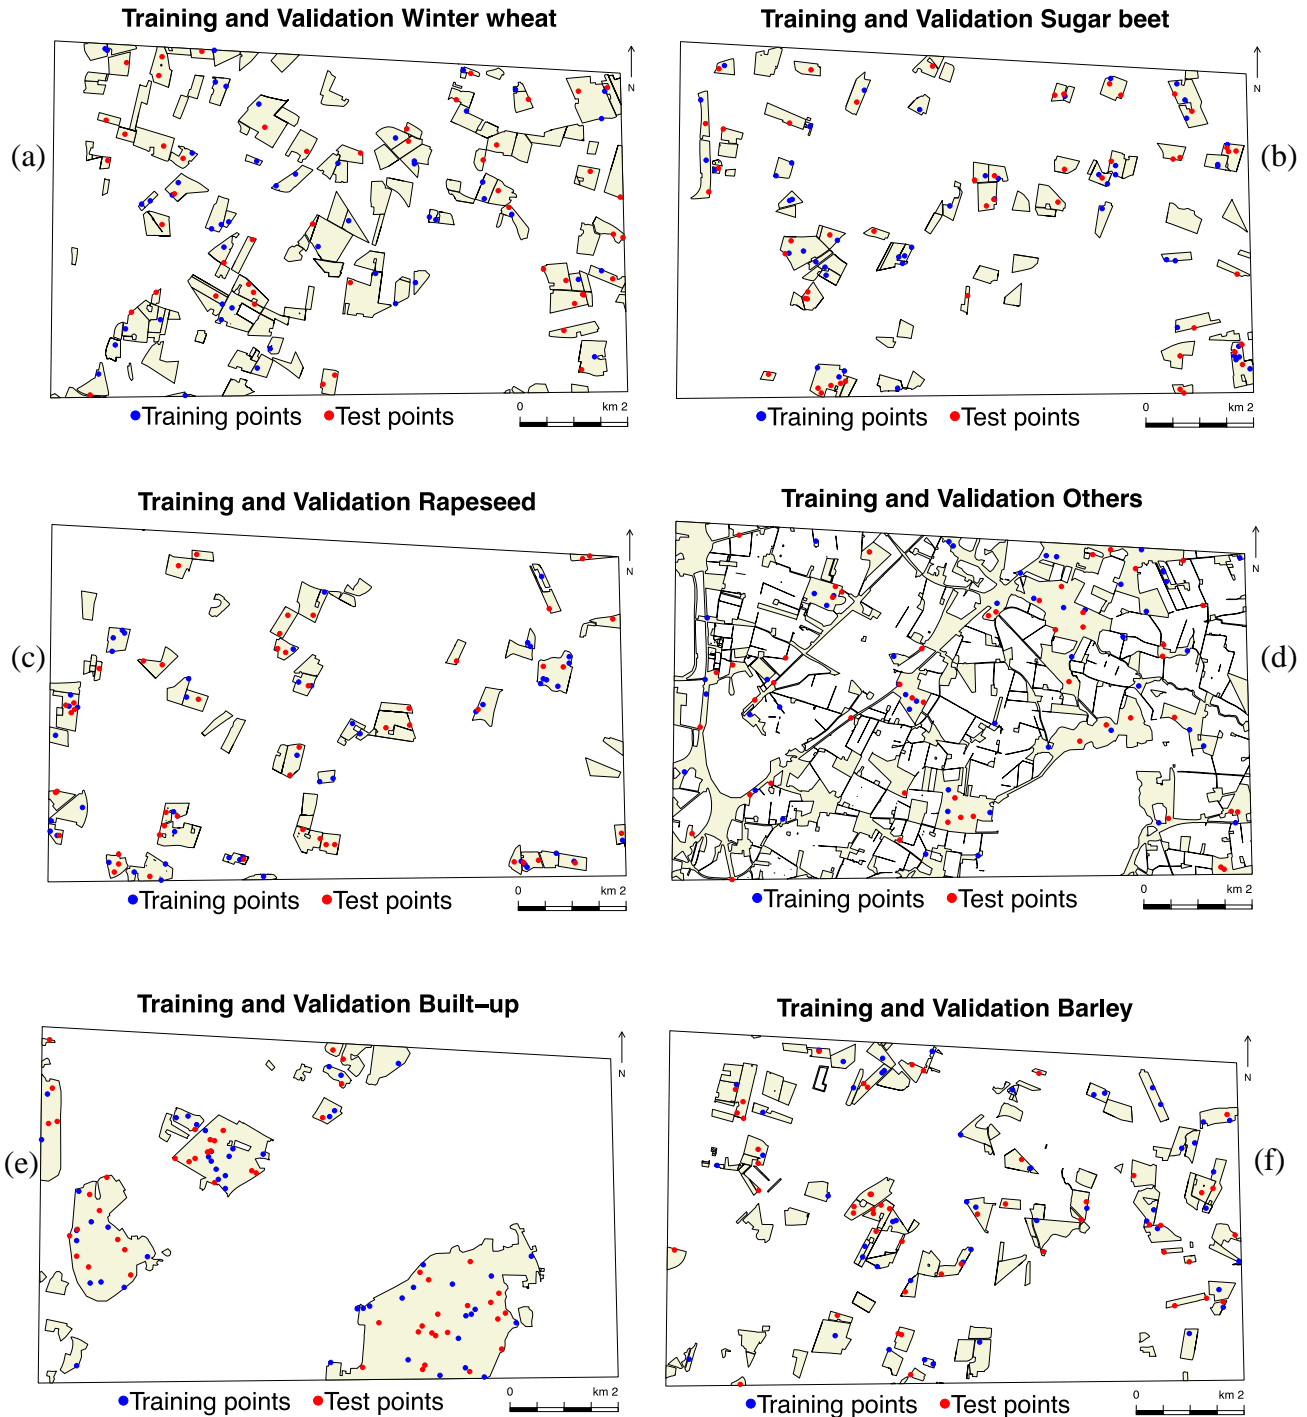 Training and Validation Winter wheat
N
(a)
Training points Test points
0 km 2
Training and Validation Sugar beet
N
(b)
Training points Test points
0 km 2
Training and Validation Rapeseed
N
(c)
Training points Test points
0 km 2
Training and Validation Others
N
(d)
Training points Test points
0 km 2
Training and Validation Built–up
N
(e)
Training points Test points
0 km 2
Training and Validation Barley
N
(f)
Training points Test points
0 km 2